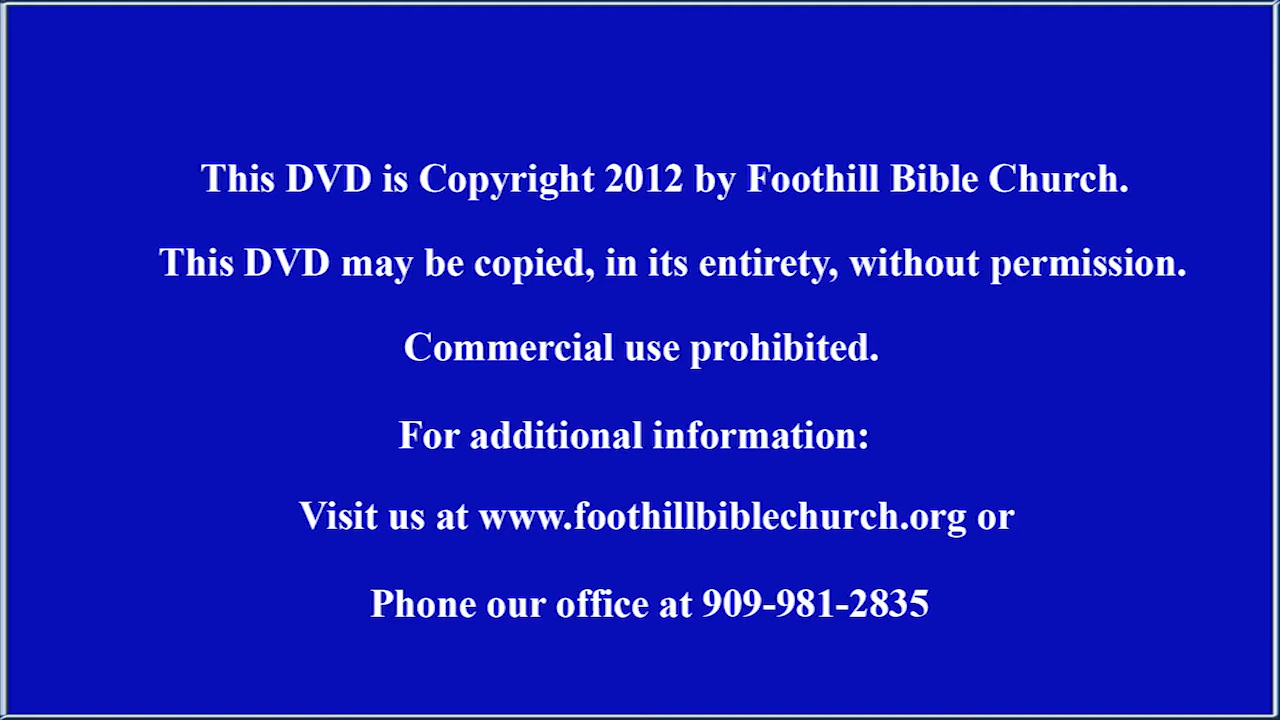 This DVD is Copyright 2012 by Foothill Bible Church.
This DVD may be copied, in its entirety, without permission.
Commercial use prohibited.
For additional information:
Visit us at www.foothillbiblechurch.org or
Phone our office at 909-981-2835